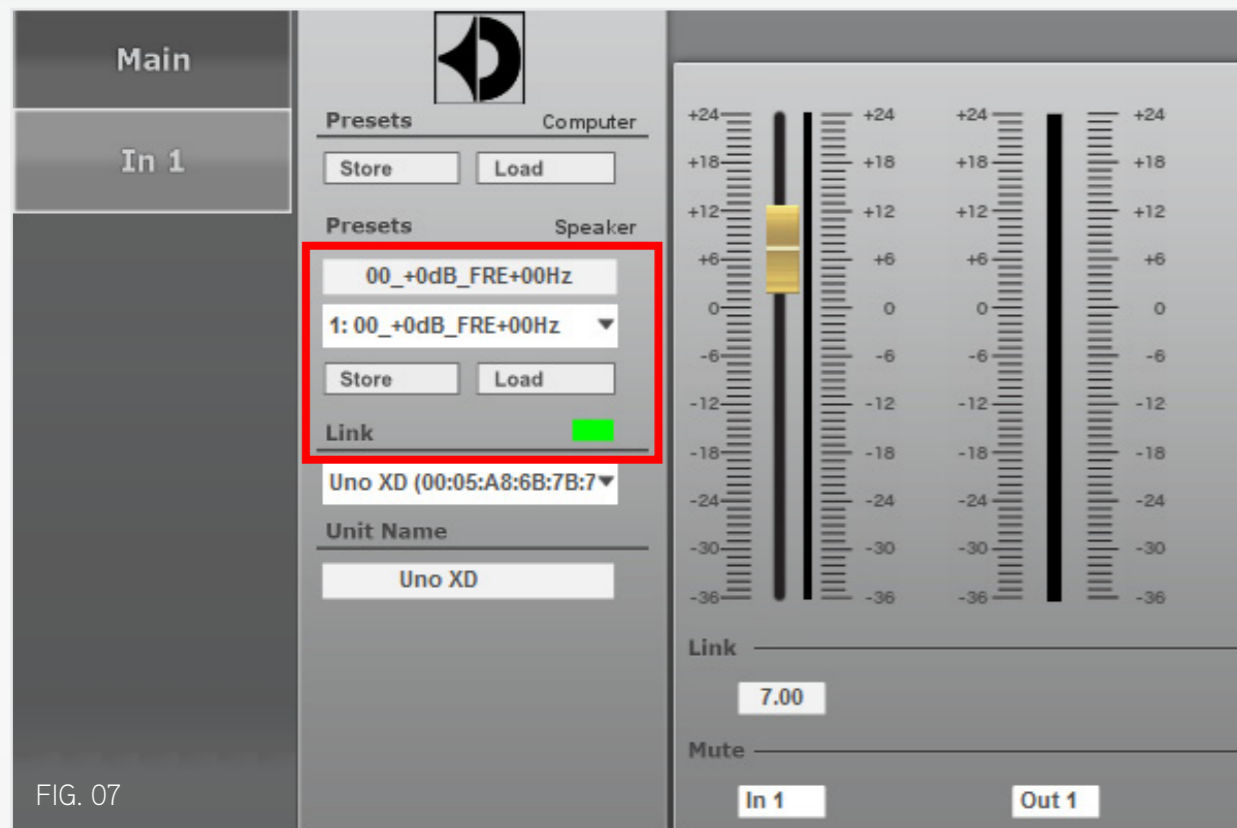 Main
In 1
Presets Computer
Store Load
Presets Speaker
00_+0dB_FRE+00Hz
1: 00_+0dB_FRE+00Hz
Store Load
Link
Uno XD (00:05:A8:6B:7B:7
Unit Name
Uno XD
+24 +24 +24 +24
+18 +18 +18 +18
+12 +12 +12 +12
+6 +6 +6 +6
0 0 0 0
-6 -6 -6 -6
-12 -12 -12 -12
-18 -18 -18 -18
-24 -24 -24 -24
-30 -30 -30 -30
-36 -36 -36 -36
Link
7.00
Mute
In 1 Out 1
FIG. 07